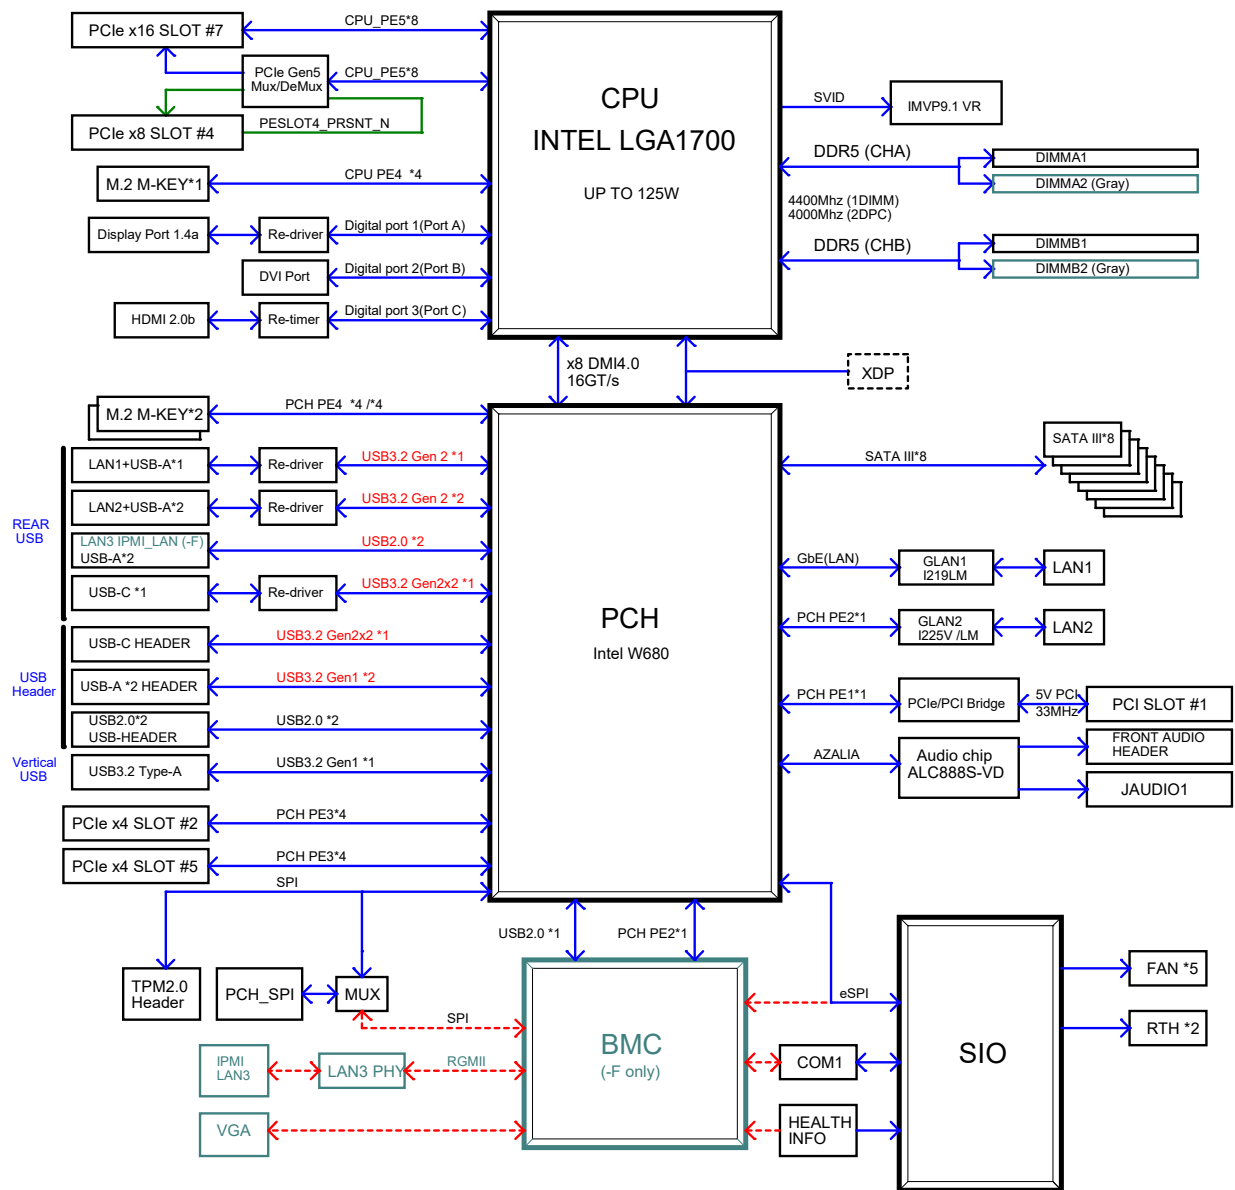 PCIe x16 SLOT #7
CPU_PE5*8
PCIe Gen5
Mux/DeMux
CPU_PE5*8
PCIe x8 SLOT #4
PESLOT4_PRSNT_N
M.2 M-KEY*1
CPU PE4 *4
Display Port 1.4a
Re-driver
Digital port 1(Port A)
DVI Port
Digital port 2(Port B)
HDMI 2.0b
Re-timer
Digital port 3(Port C)
CPU
INTEL LGA1700
UP TO 125W
SVID
IMVP9.1 VR
DDR5 (CHA)
DIMMA1
DIMMA2 (Gray)
4400Mhz (1DIMM)
4000Mhz (2DPC)
DDR5 (CHB)
DIMMB1
DIMMB2 (Gray)
x8 DMI4.0
16GT/s
XDP
M.2 M-KEY*2
PCH PE4 *4 /*4
REAR
USB
LAN1+USB-A*1
Re-driver
USB3.2 Gen 2 *1
LAN2+USB-A*2
Re-driver
USB3.2 Gen 2 *2
LAN3 IPMI_LAN (-F)
USB-A*2
USB2.0 *2
USB-C *1
Re-driver
USB3.2 Gen2x2 *1
USB
Header
USB-C HEADER
USB3.2 Gen2x2 *1
USB-A *2 HEADER
USB3.2 Gen1 *2
USB2.0*2
USB-HEADER
USB2.0 *2
Vertical
USB
USB3.2 Type-A
USB3.2 Gen1 *1
PCIe x4 SLOT #2
PCH PE3*4
PCIe x4 SLOT #5
PCH PE3*4
SPI
PCH
Intel W680
SATA III*8
SATA III*8
GbE(LAN)
GLAN1
I219LM
LAN1
PCH PE2*1
GLAN2
I225V /LM
LAN2
PCH PE1*1
PCIe/PCI Bridge
5V PCI
33MHz
PCI SLOT #1
AZALIA
Audio chip
ALC888S-VD
FRONT AUDIO
HEADER
JAUDIO1
USB2.0 *1
PCH PE2*1
TPM2.0
Header
PCH_SPI
MUX
SPI
IPMI
LAN3
LAN3 PHY
RGMII
VGA
BMC
(-F only)
eSPI
COM1
HEALTH
INFO
SIO
FAN *5
RTH *2